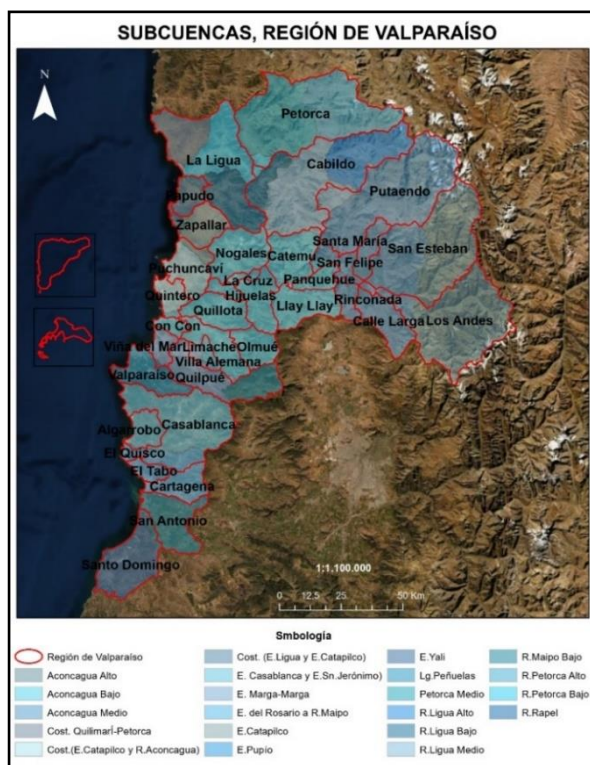 SUBCUENCAS, REGIÓN DE VALPARAÍSO
N
Petorca
La Ligua
Cabildo
Putaendo
Papudo
Zapallar
Santa María
San Esteban
Nogales
Catemu
San Felipe
Puchuncaví
La Cruz
Panquehue
Quintero
Hijuelas
Rinconada
Quillota
Llay Llay
Calle Larga
Los Andes
Con Con
Viña del Mar
Limache
Olmué
Villa Alemana
Valparaíso
Quilpué
Algarrobo
Casablanca
El Quisco
El Tabo
Cartagena
San Antonio
Santo Domingo
1:1,100.000
0
12.5
25
50 Km
Smbología
Región de Valparaíso
Aconcagua Alto
Aconcagua Bajo
Aconcagua Medio
Cost. Quilimarí-Petorca
Cost.(E.Catapilco y R.Aconcagua)
Cost. (E.Ligua y E.Catapilco)
E. Casablanca y E.Sn.Jerónimo)
E. Marga-Marga
E. del Rosario a R.Maipo
E.Catapilco
E.Pupío
E.Yali
Lg.Peñuelas
Petorca Medio
R.Ligua Alto
R.Ligua Bajo
R.Ligua Medio
R.Maipo Bajo
R.Petorca Alto
R.Petorca Bajo
R.Rapel